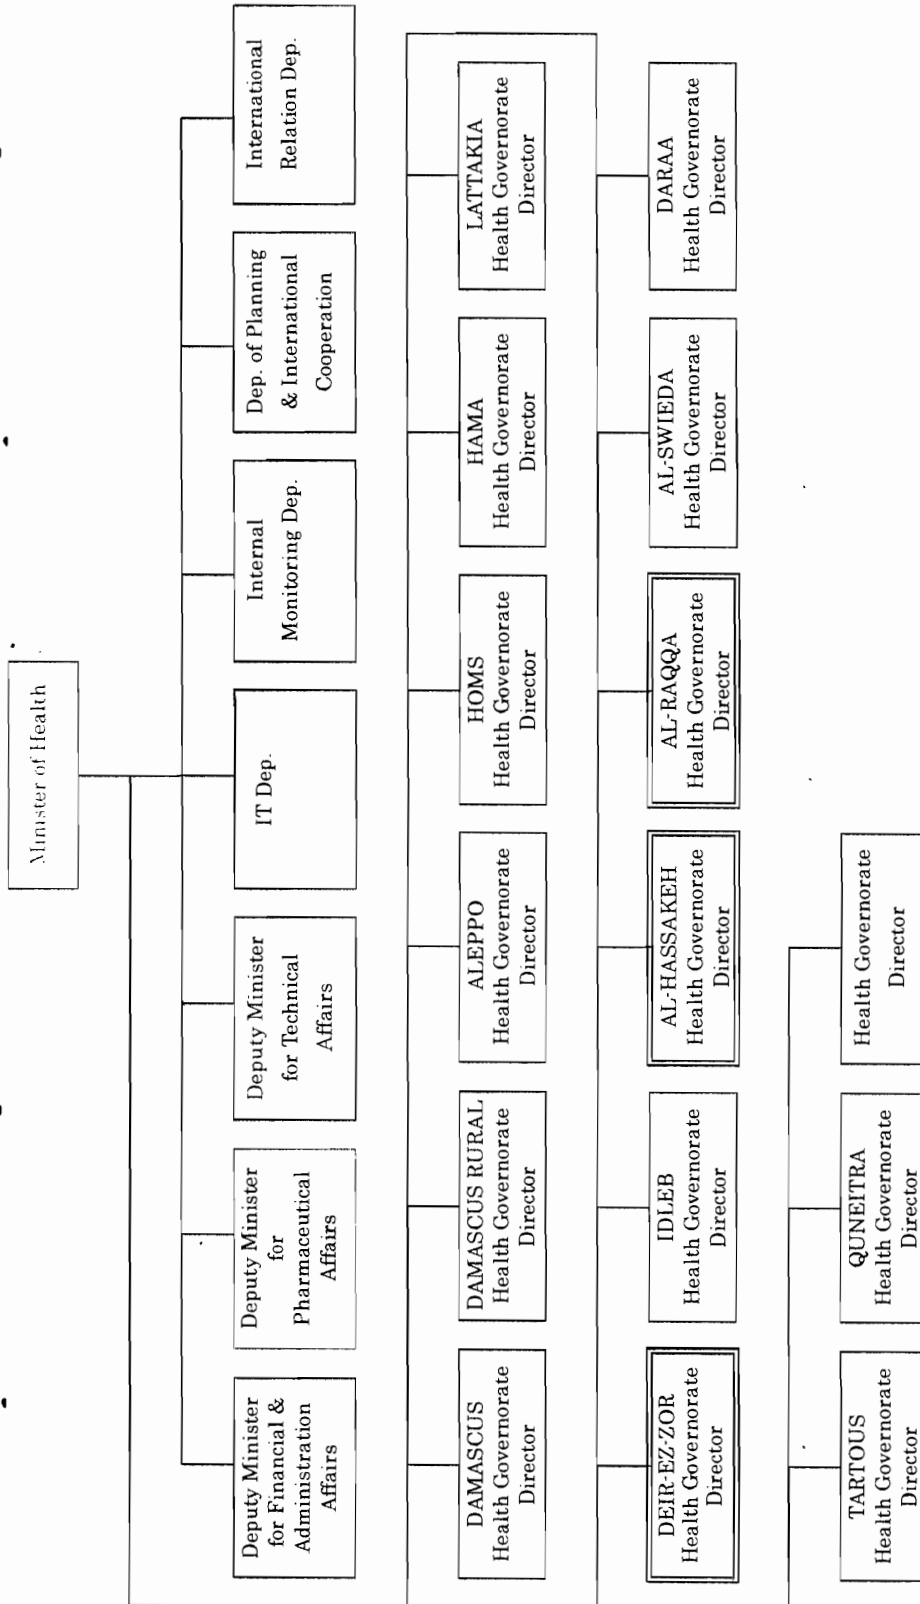 Minister of Health
Deputy Minister
for Financial &
Administration
Affairs
Deputy Minister
for
Pharmaceutical
Affairs
Deputy Minister
for Technical
Affairs
IT Dep.
Internal
Monitoring Dep.
Dep. of Planning
& International
Cooperation
International
Relation Dep.
DAMASCUS
Health Governorate
Director
DAMASCUS RURAL
Health Governorate
Director
ALEPPO
Health Governorate
Director
HOMS
Health Governorate
Director
HAMA
Health Governorate
Director
LATTAKIA
Health Governorate
Director
DEIR-EZ-ZOR
Health Governorate
Director
IDLEB
Health Governorate
Director
AL-HASSAKEH
Health Governorate
Director
AL-RAQQA
Health Governorate
Director
AL-SWIEDA
Health Governorate
Director
DARAA
Health Governorate
Director
TARTOUS
Health Governorate
Director
QUNEITRA
Health Governorate
Director
Health Governorate
Director